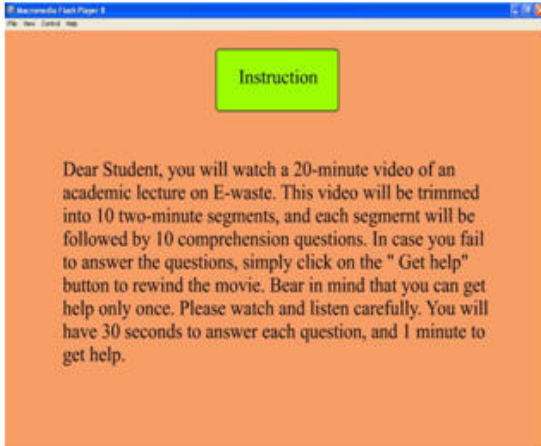 Macromedia Flash Player 8
File View Control Help
Instruction
Dear Student, you will watch a 20-minute video of an
academic lecture on E-waste. This video will be trimmed
into 10 two-minute segments, and each segmernt will be
followed by 10 comprehension questions. In case you fail
to answer the questions, simply click on the " Get help"
button to rewind the movie. Bear in mind that you can get
help only once. Please watch and listen carefully. You will
have 30 seconds to answer each question, and 1 minute to
get help.